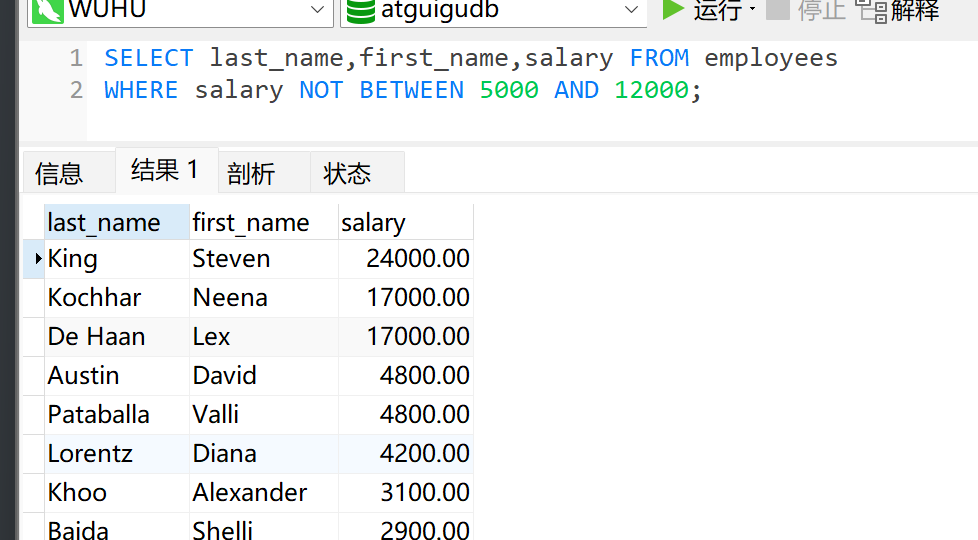 WUHU atguigudb 运行 停止 解释
1 SELECT last_name,first_name,salary FROM employees
2 WHERE salary NOT BETWEEN 5000 AND 12000;
信息 结果 1 剖析 状态
last_name first_name salary
King Steven 24000.00
Kochhar Neena 17000.00
De Haan Lex 17000.00
Austin David 4800.00
Pataballa Valli 4800.00
Lorentz Diana 4200.00
Khoo Alexander 3100.00
Baida Shelli 2900.00